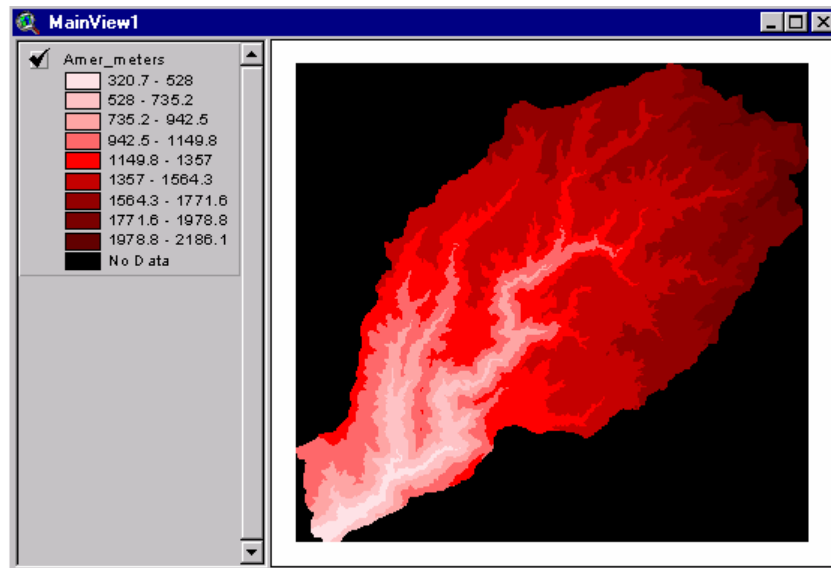 MainView1
Amer_meters
320.7 - 528
528 - 735.2
735.2 - 942.5
942.5 - 1149.8
1149.8 - 1357
1357 - 1564.3
1564.3 - 1771.6
1771.6 - 1978.8
1978.8 - 2186.1
No Data